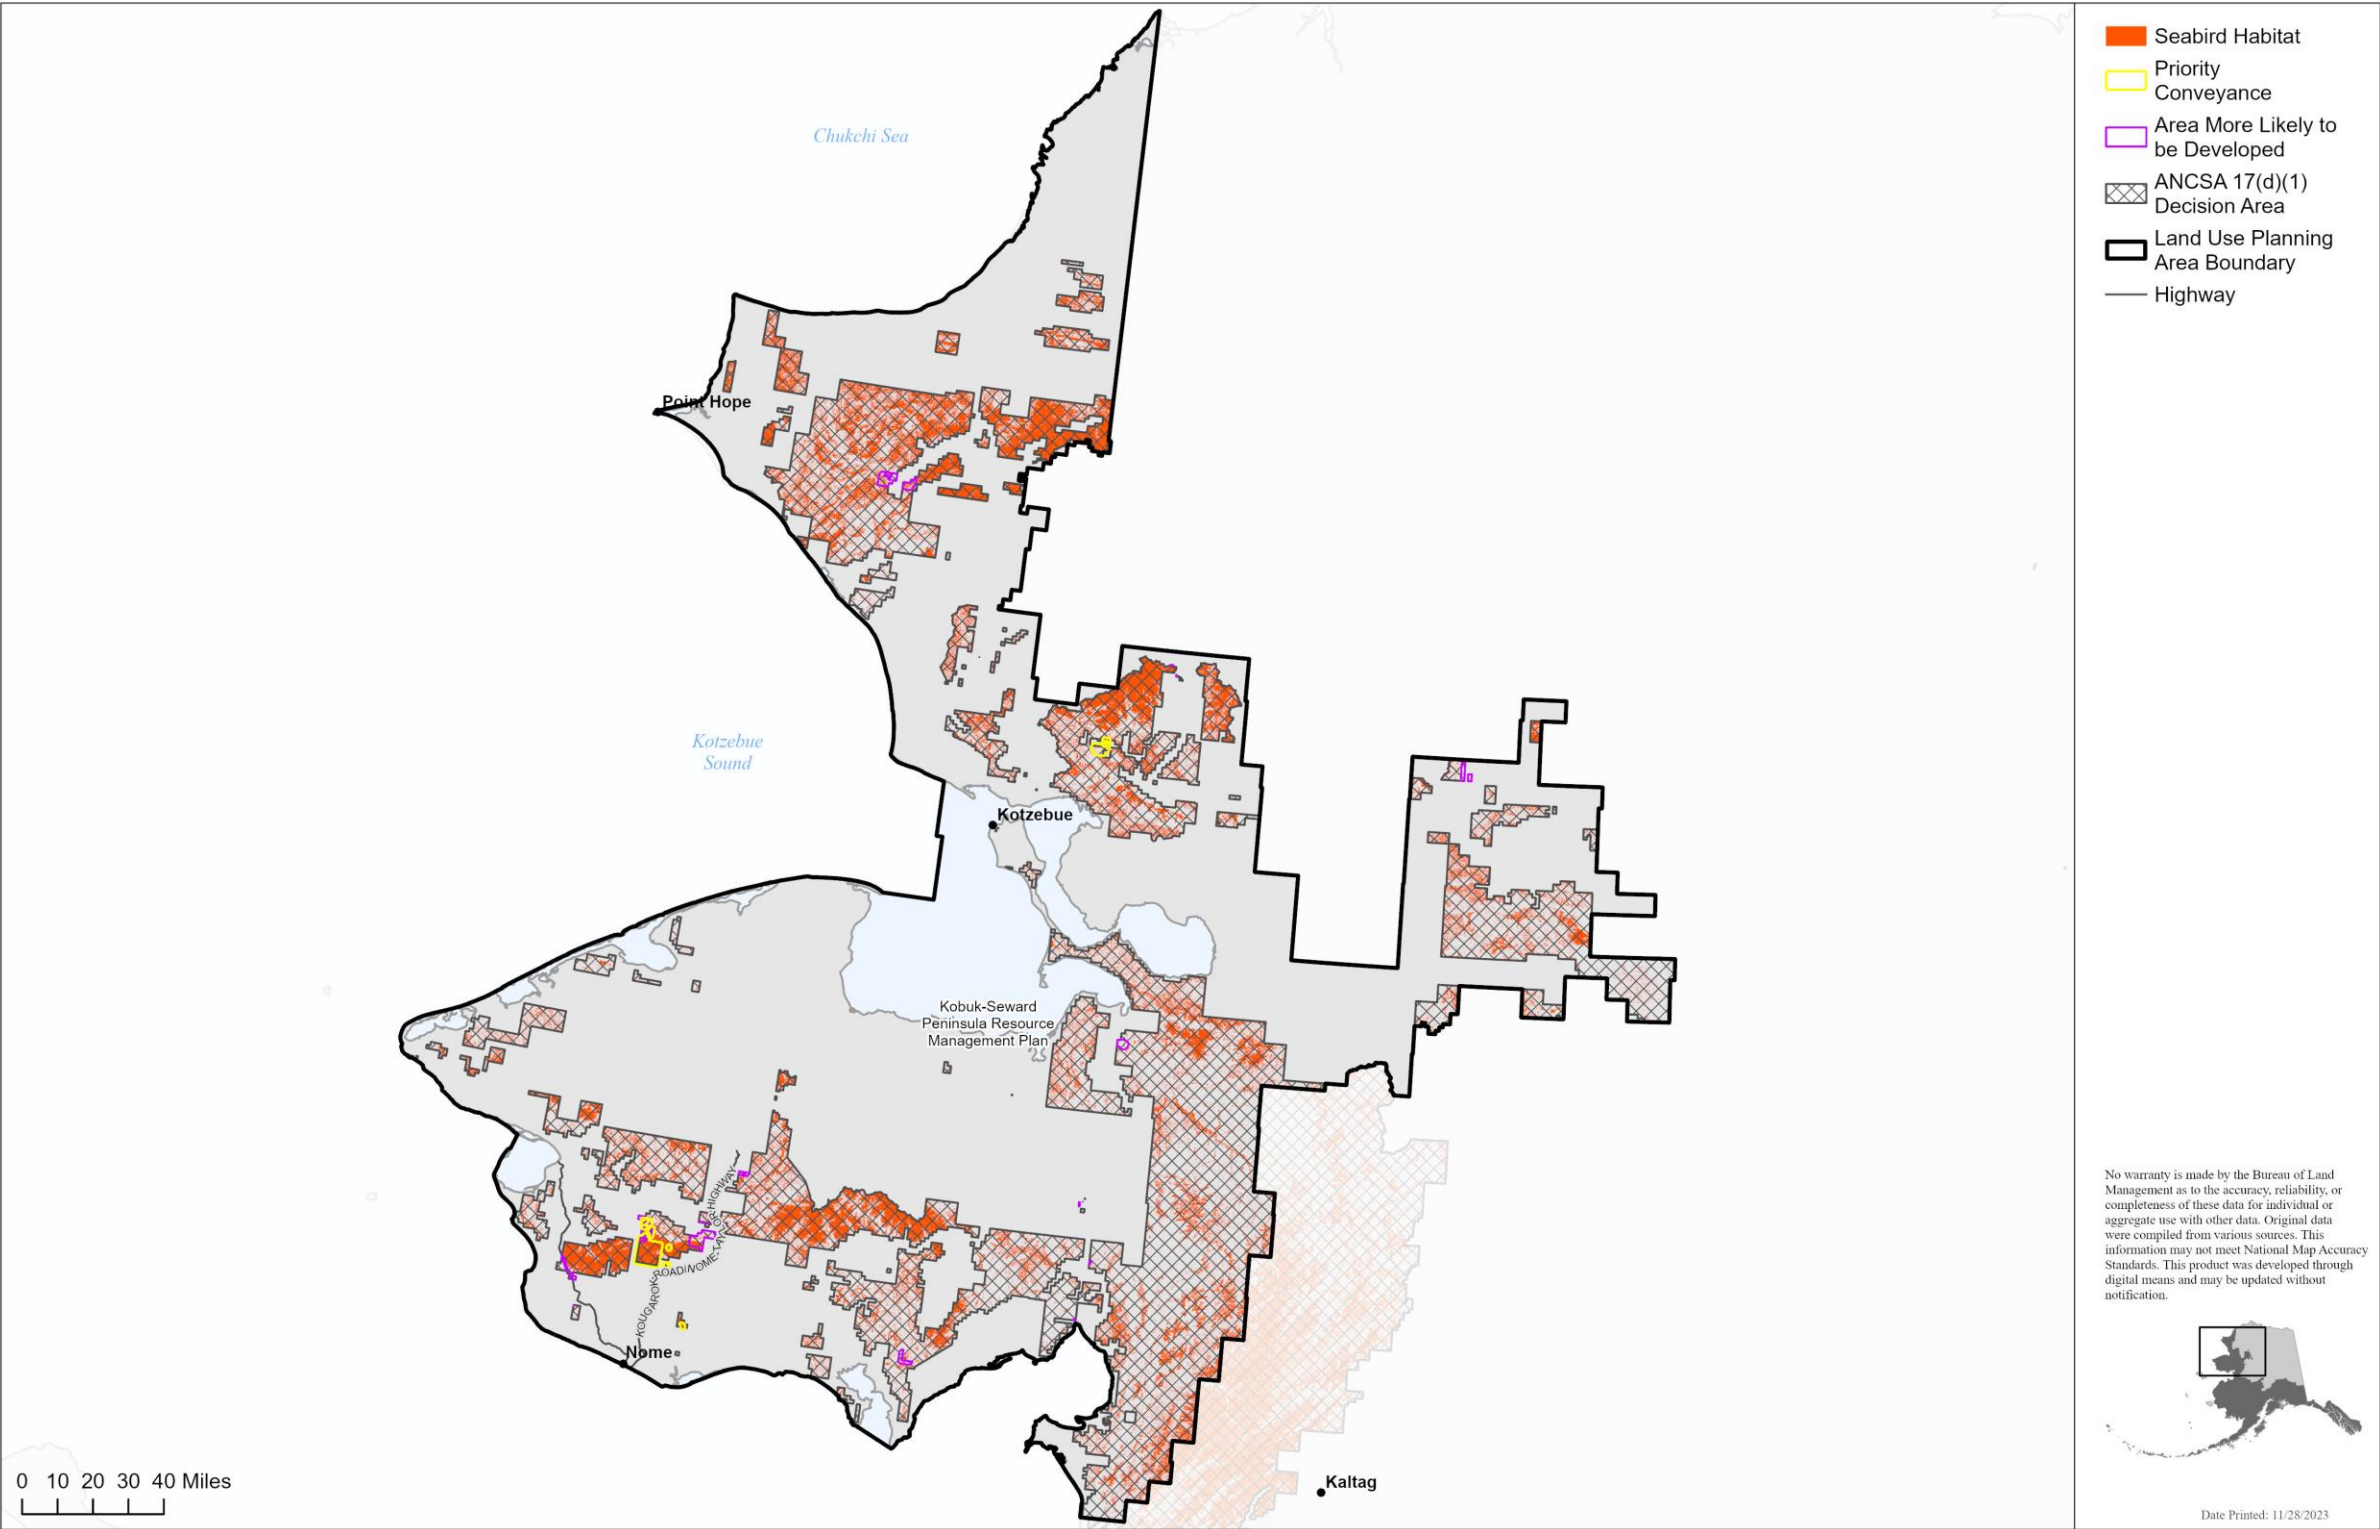 Chukchi Sea
Point Hope
Kotzebue
Sound
Kotzebue
Kobuk-Seward
Peninsula Resource
Management Plan
HIGHWAY
KOUGAROK
ROAD/NOME-TAYLOR
Nome
Kaltag
0 10 20 30 40 Miles
Seabird Habitat
Priority
Conveyance
Area More Likely to
be Developed
ANCSA 17(d)(1)
Decision Area
Land Use Planning
Area Boundary
Highway
No warranty is made by the Bureau of Land
Management as to the accuracy, reliability, or
completeness of these data for individual or
aggregate use with other data. Original data
were compiled from various sources. This
information may not meet National Map Accuracy
Standards. This product was developed through
digital means and may be updated without
notification.
Date Printed: 11/28/2023